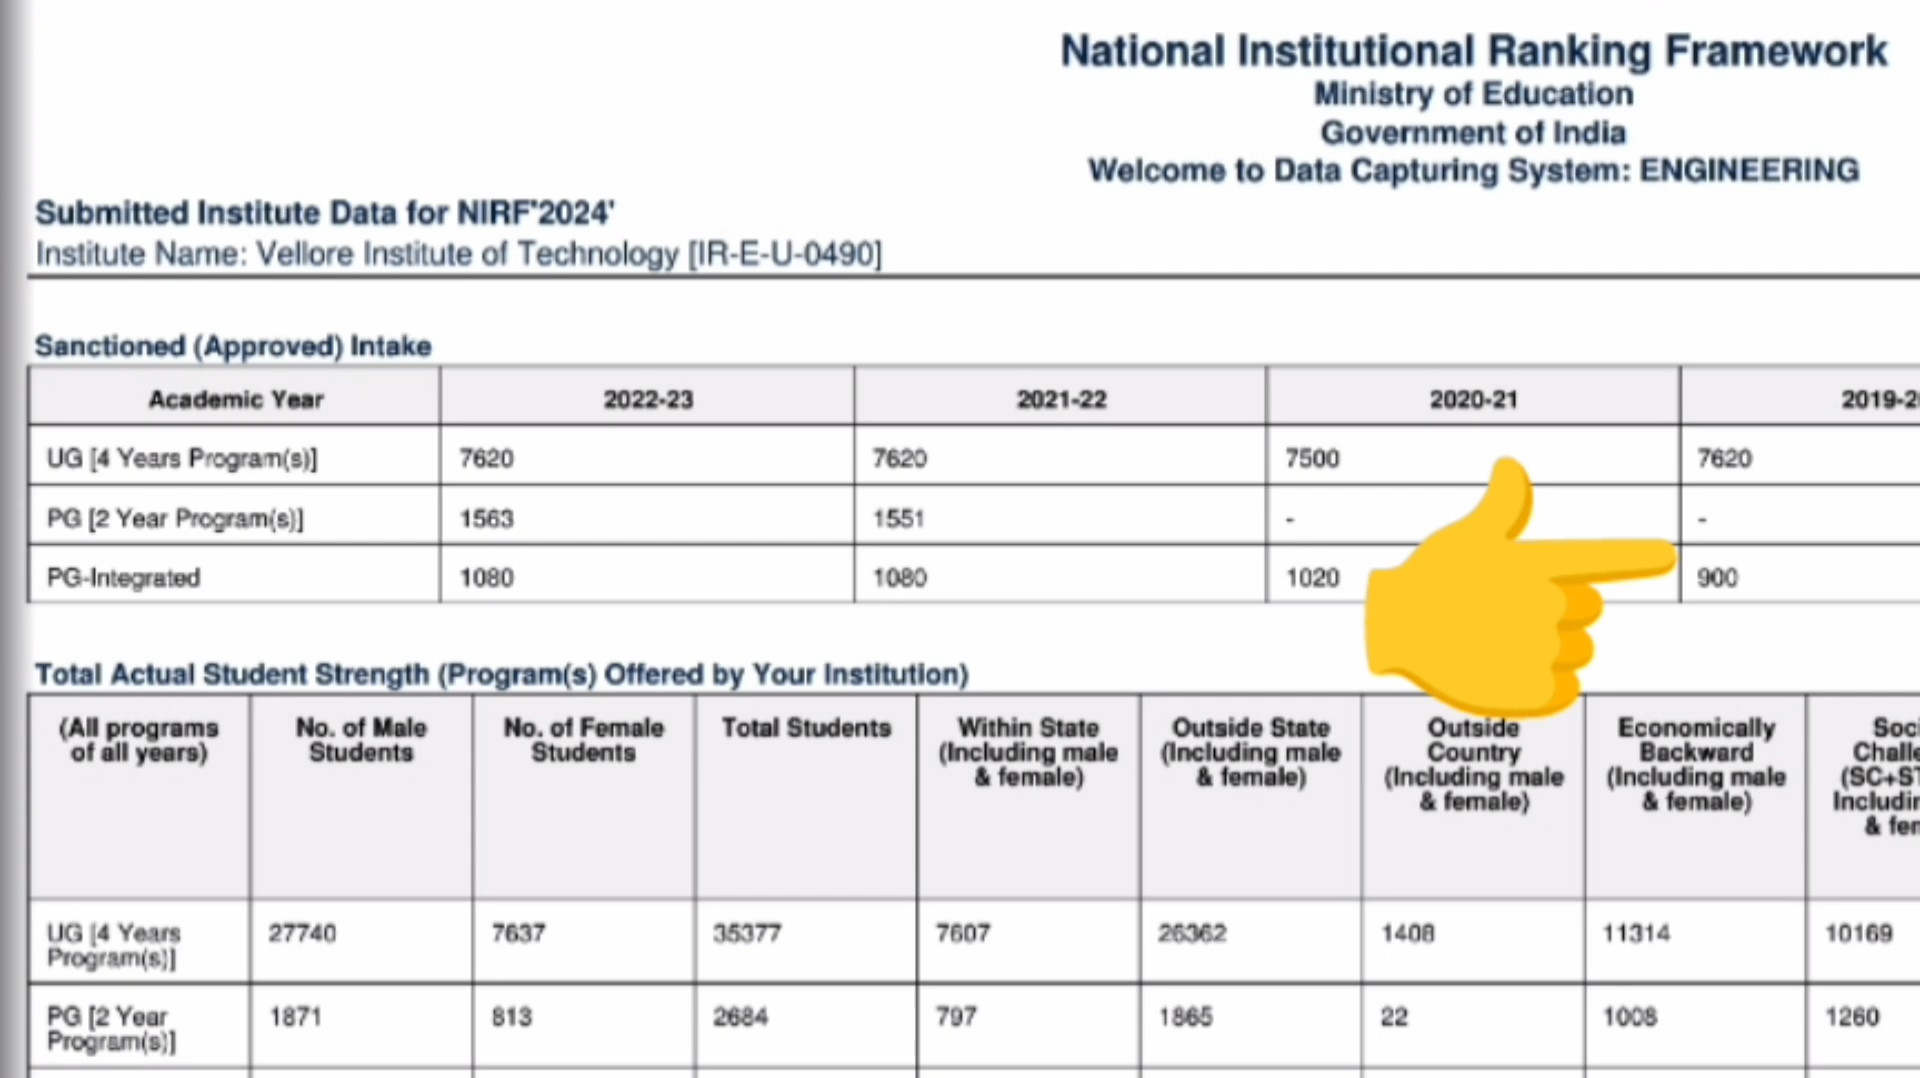 National Institutional Ranking Framework
Ministry of Education
Government of India
Welcome to Data Capturing System: ENGINEERING
Submitted Institute Data for NIRF'2024'
Institute Name: Vellore Institute of Technology [IR-E-U-0490]
Sanctioned (Approved) Intake
Academic Year 2022-23 2021-22 2020-21
UG [4 Years Program(s)] 7620 7620 7500 7620
PG [2 Year Program(s)] 1563 1551 - -
PG-Integrated 1080 1080 1020 900
Total Actual Student Strength (Program(s) Offered by Your Institution)
(All programs of all years) No. of Male Students No. of Female Students Total Students Within State (Including male & female) Outside State (Including male & female) Outside Country (Including male & female) Economically Backward (Including male & female)
UG [4 Years Program(s)] 27740 7637 35377 7607 26362 1408 11314 10169
PG [2 Year Program(s)] 1871 813 2684 797 1865 22 1008 1260